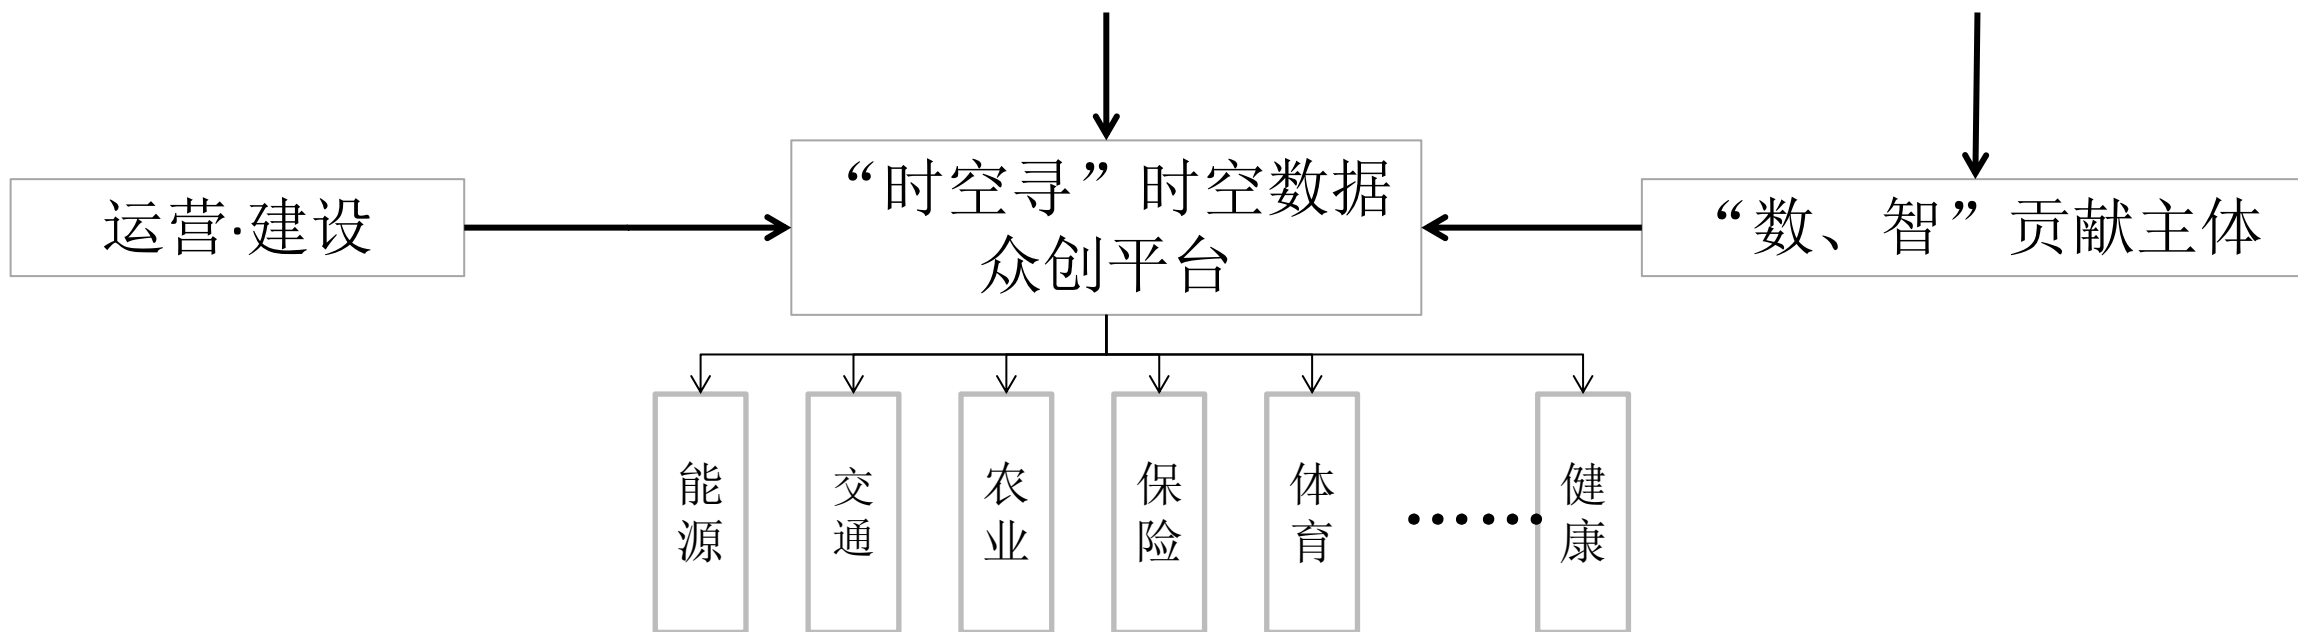 运营·建设
“时空寻”时空数据
众创平台
“数、智”贡献主体
能
源
交
通
农
业
保
险
体
育
……
健
康